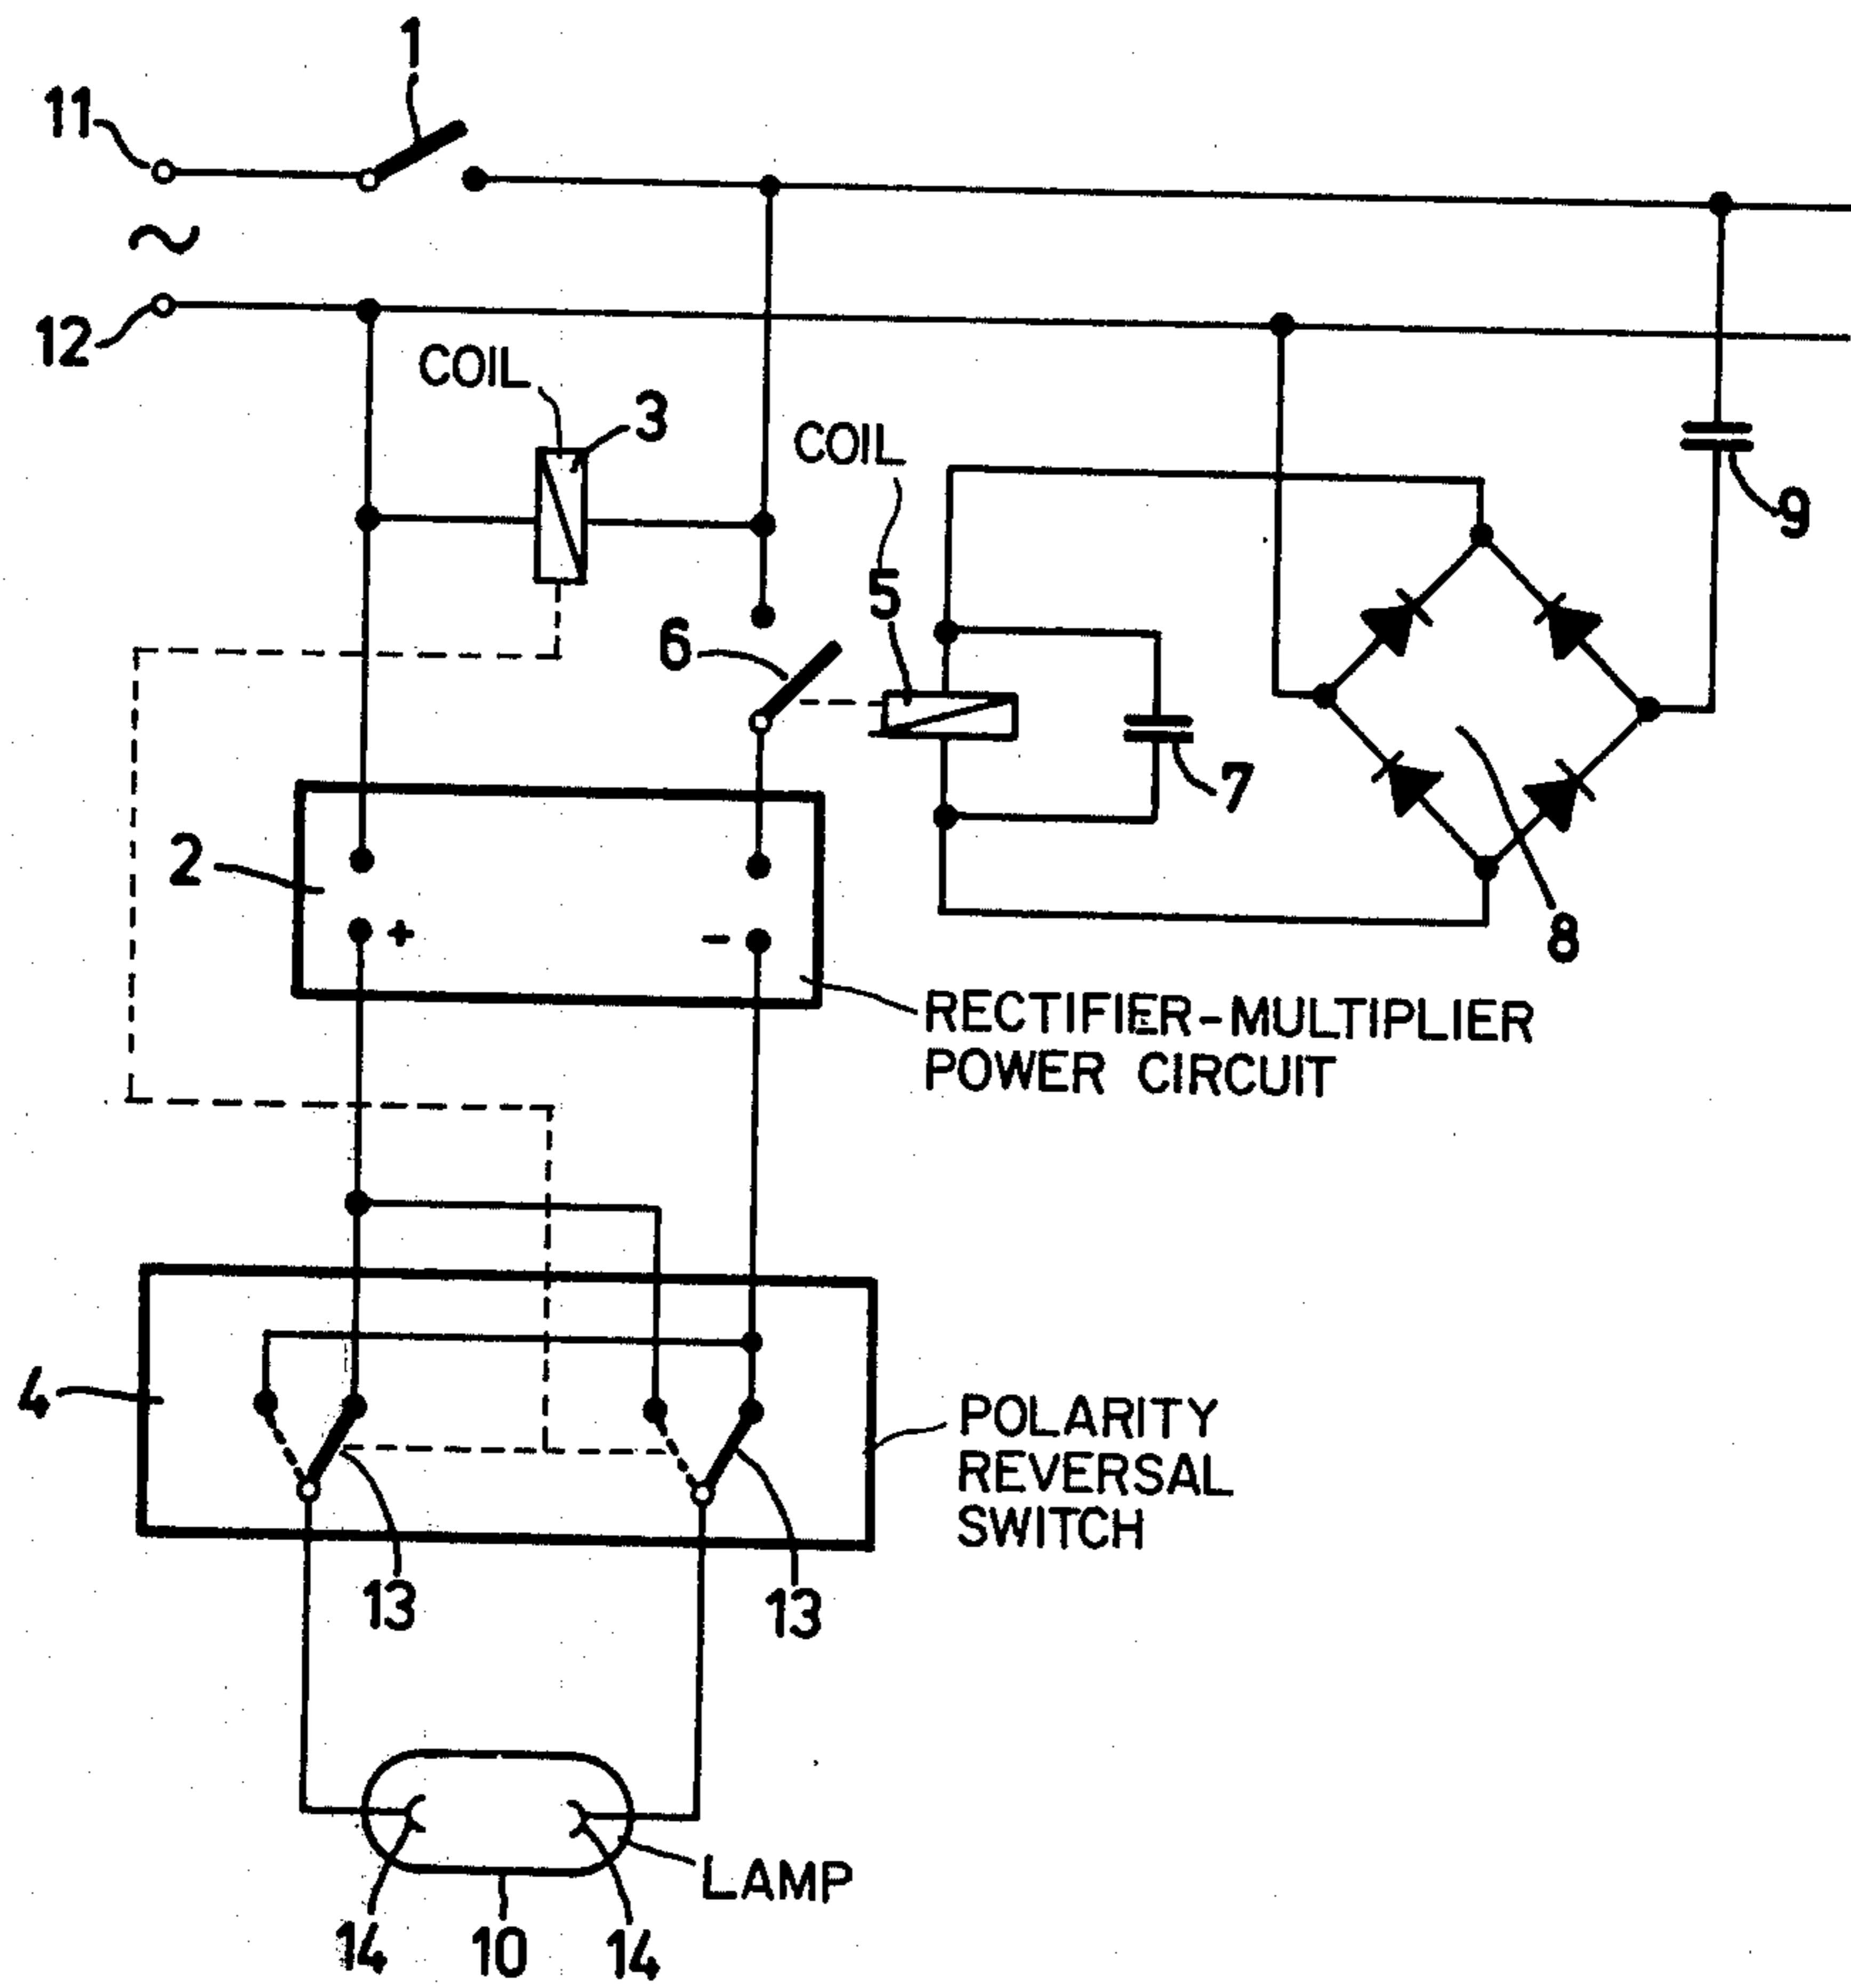 1
11
12
COIL
3
COIL
9
5
6
7
2
+
-
8
RECTIFIER-MULTIPLIER
POWER CIRCUIT
4
POLARITY
REVERSAL
SWITCH
13
13
LAMP
14
10
14